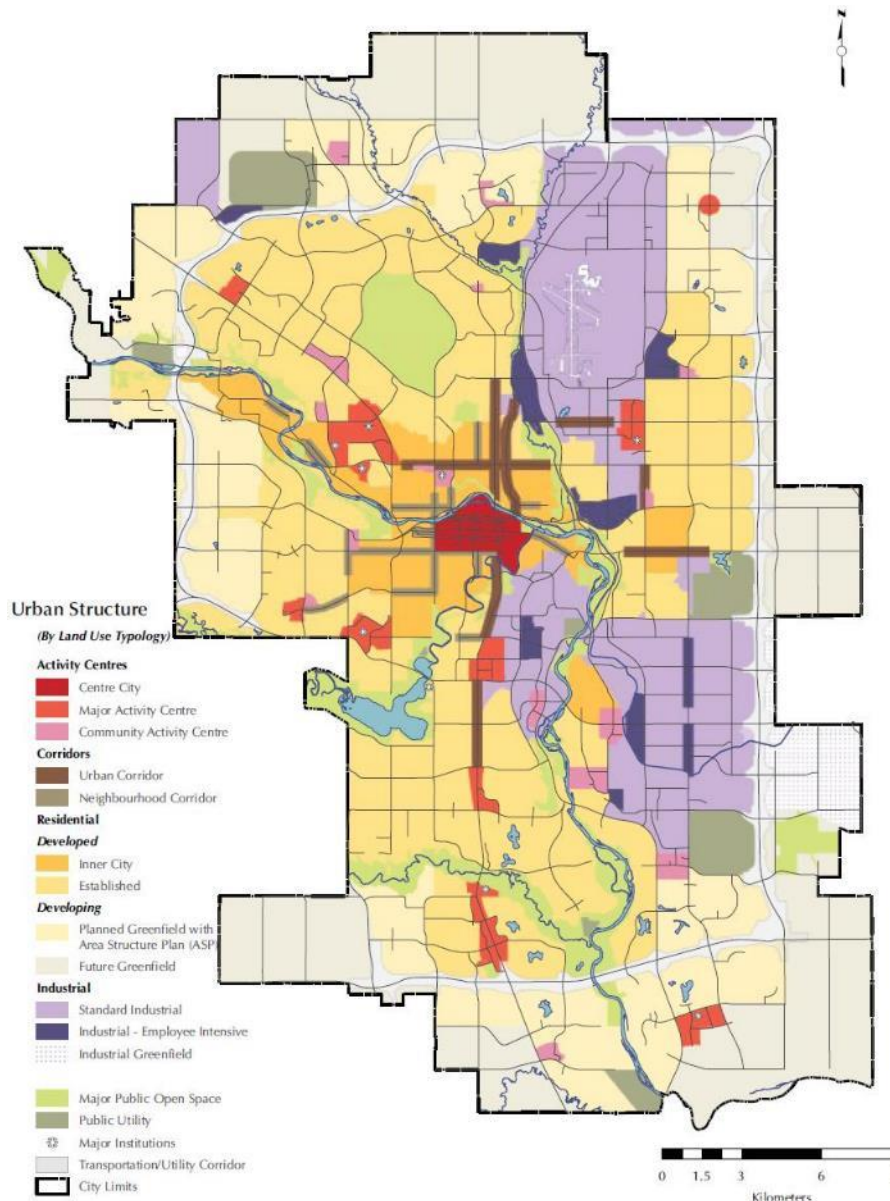 N
Urban Structure
(By Land Use Typology)
Activity Centres
Centre City
Major Activity Centre
Community Activity Centre
Corridors
Urban Corridor
Neighbourhood Corridor
Residential
Developed
Inner City
Established
Developing
Planned Greenfield with
Area Structure Plan (ASP)
Future Greenfield
Industrial
Standard Industrial
Industrial - Employee Intensive
Industrial Greenfield
Major Public Open Space
Public Utility
Major Institutions
Transportation/Utility Corridor
City Limits
0 1.5 3 6
Kilometers